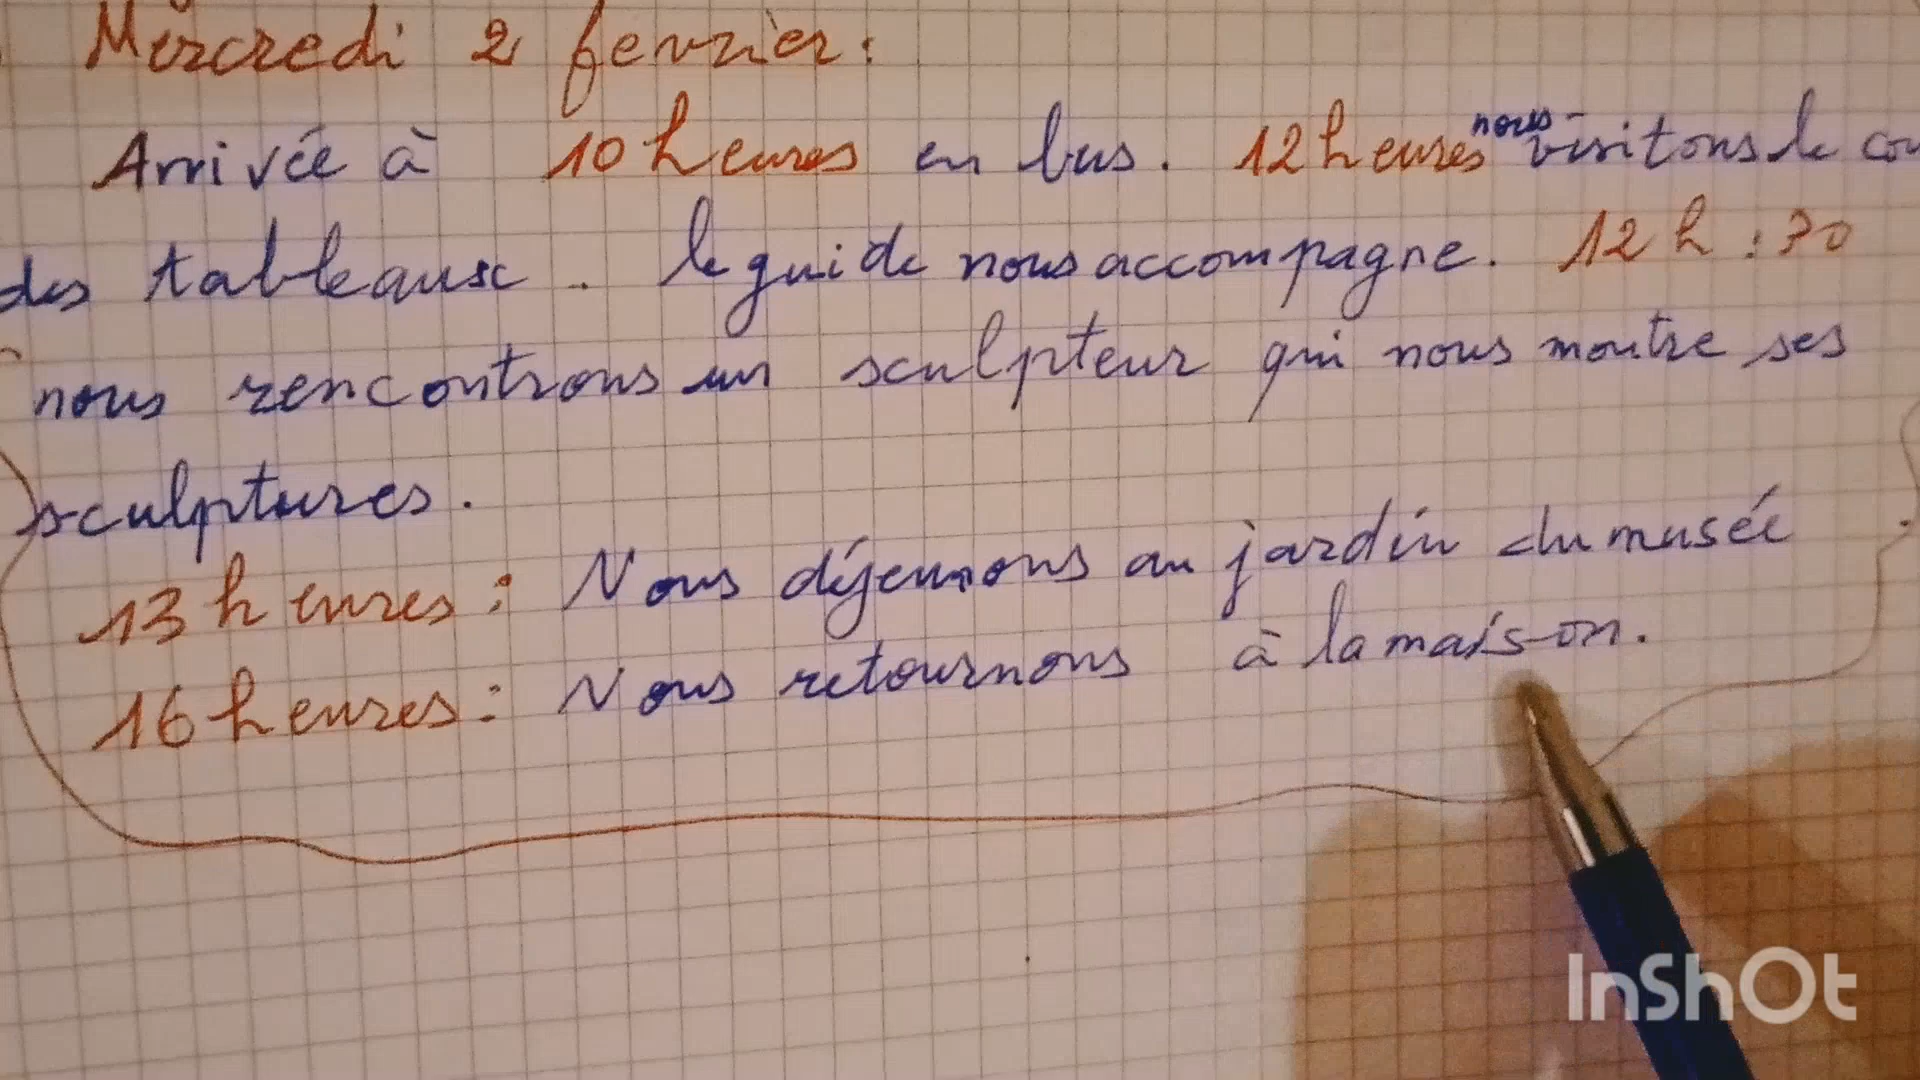 Mercredi 2 fevrier:
Arrivée à 10 heures en bus. 12 heures nous visitons le
des tableaux. le guide nous accompagne. 12 h : 30
nous rencontrons un sculpteur qui nous montre ses
sculptures.
13 heures : Nous déjeunons au jardin du musée
16 heures : Nous retournons à la maison.
InShOt